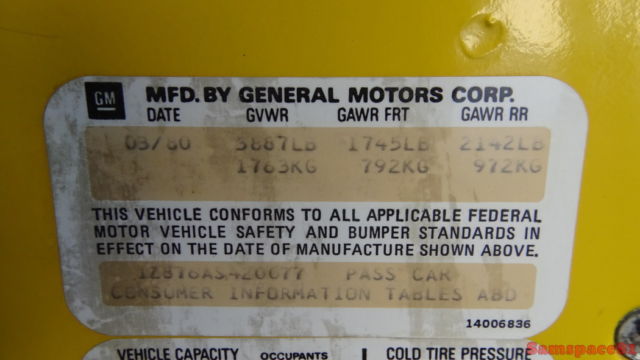 GM MFD. BY GENERAL MOTORS CORP.
DATE GVWR GAWR FRT GAWR RR
03/80 3887LB 1745LB 2142LB
1763KG 792KG 972KG
THIS VEHICLE CONFORMS TO ALL APPLICABLE FEDERAL
MOTOR VEHICLE SAFETY AND BUMPER STANDARDS IN
EFFECT ON THE DATE OF MANUFACTURE SHOWN ABOVE.
PASS CAR
CONSUMER INFORMATION TABLES ABD
14006836
VEHICLE CAPACITY OCCUPANTS COLD TIRE PRESSURE